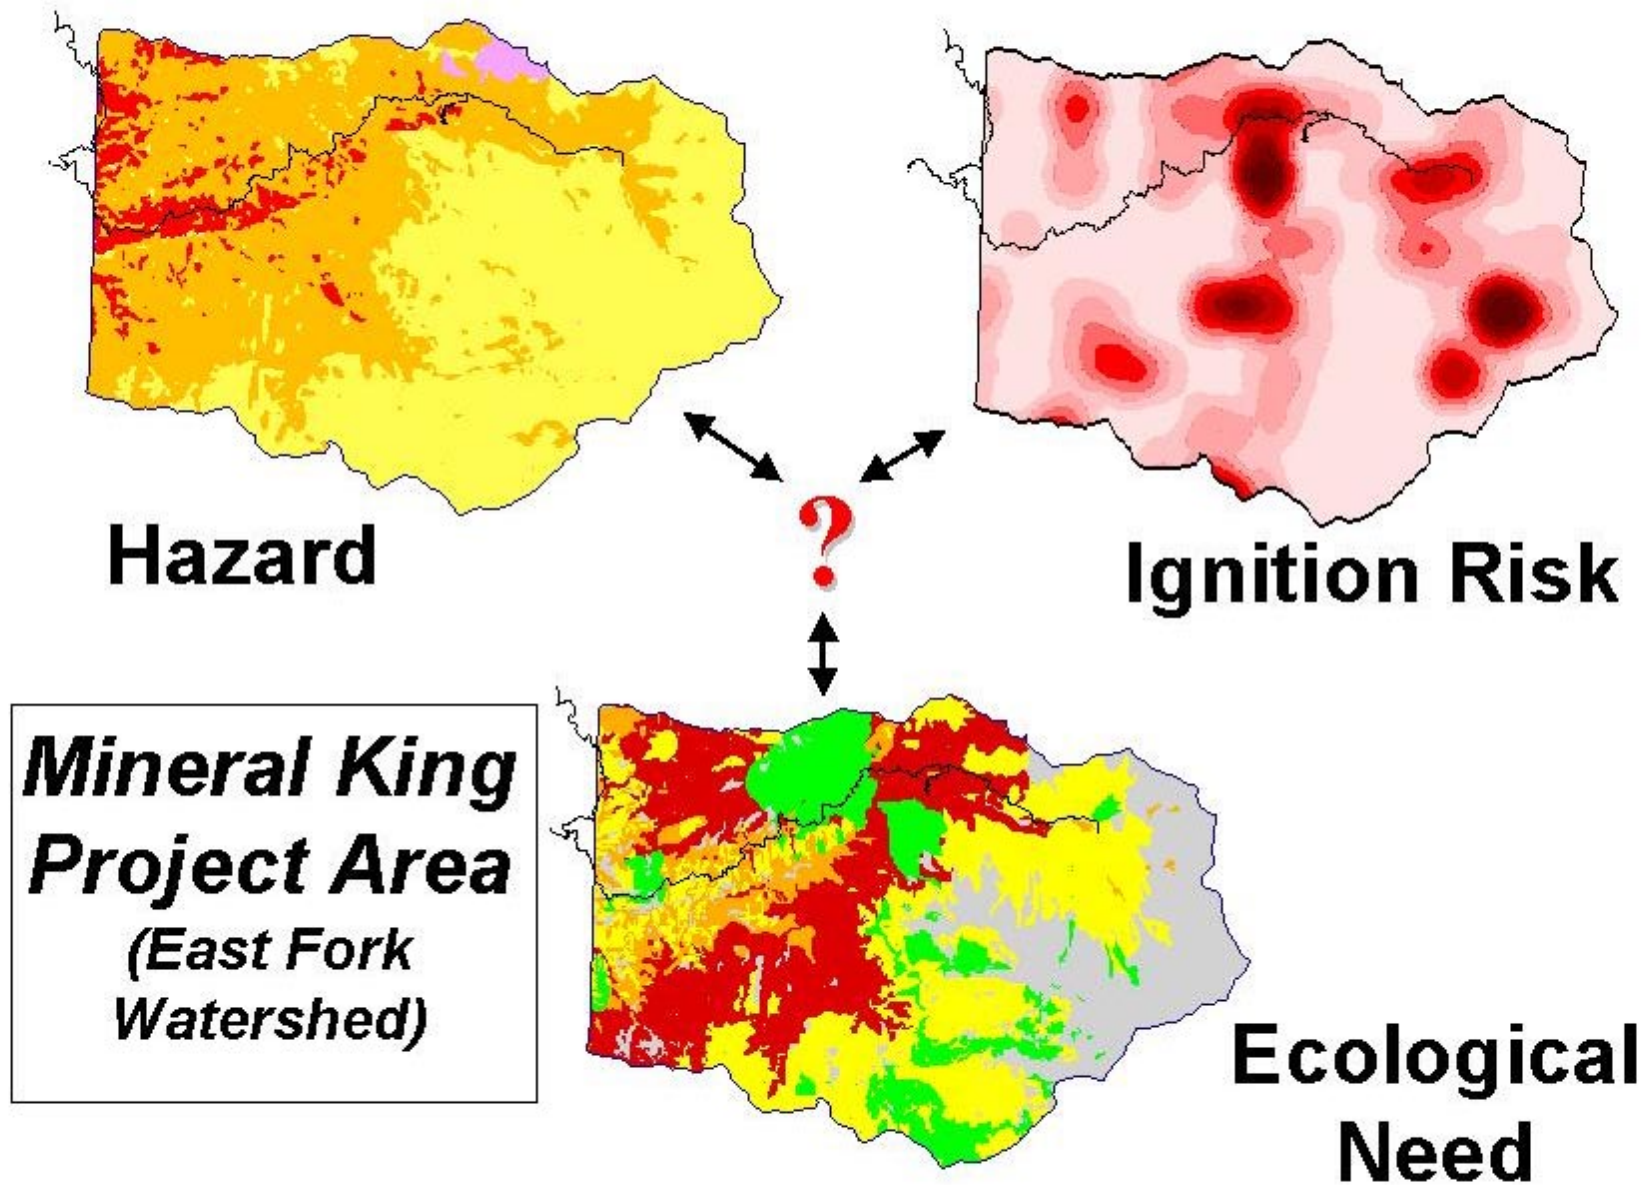 Hazard
Ignition Risk
?
Mineral King
Project Area
(East Fork
Watershed)
Ecological
Need